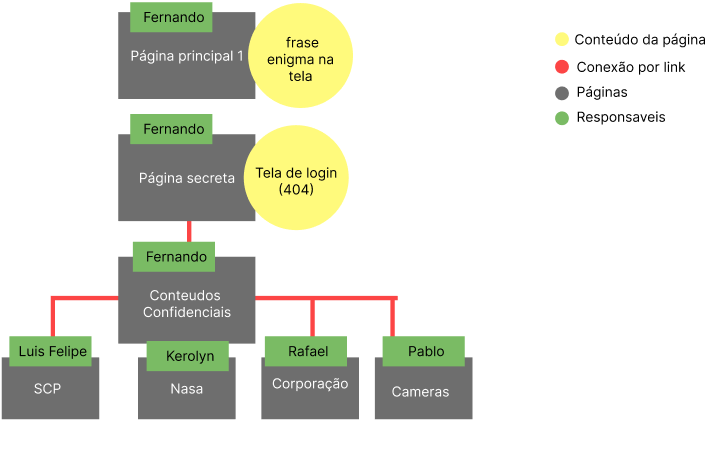 Fernando
Página principal 1
frase
enigma na
tela
Conteúdo da página
Conexão por link
Páginas
Responsaveis
Fernando
Página secreta
Tela de login
(404)
Fernando
Conteudos
Confidenciais
Luis Felipe
SCP
Kerolyn
Nasa
Rafael
Corporação
Pablo
Cameras